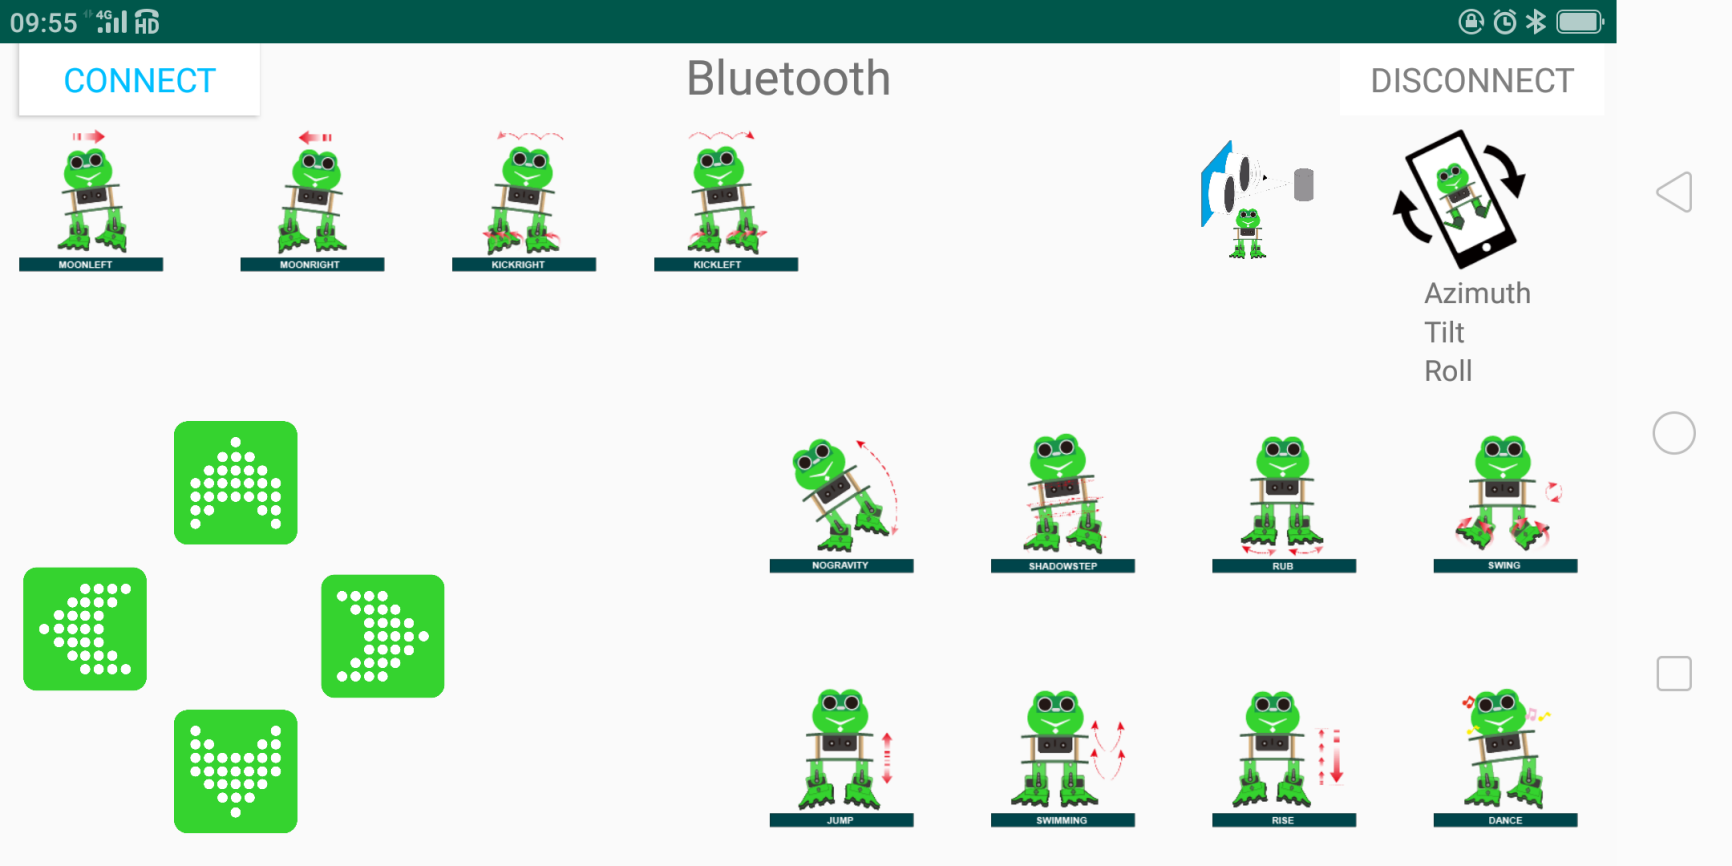 09:55 4G HD
CONNECT
Bluetooth
DISCONNECT
MOONLEFT
MOONRIGHT
KICKRIGHT
KICKLEFT
Azimuth
Tilt
Roll
NOGRAVITY
SHADOWSTEP
RUB
SWING
JUMP
SWIMMING
RISE
DANCE